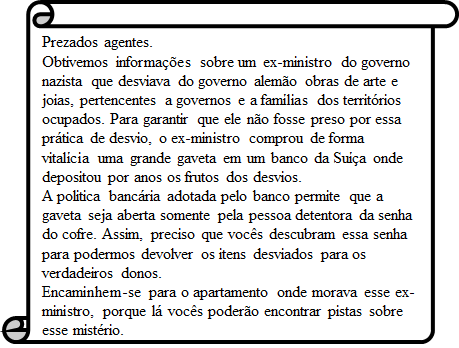 Prezados agentes.
Obtivemos informações sobre um ex-ministro do governo
nazista que desviava do governo alemão obras de arte e
joias, pertencentes a governos e a famílias dos territórios
ocupados. Para garantir que ele não fosse preso por essa
prática de desvio, o ex-ministro comprou de forma
vitalícia uma grande gaveta em um banco da Suíça onde
depositou por anos os frutos dos desvios.
A política bancária adotada pelo banco permite que a
gaveta seja aberta somente pela pessoa detentora da senha
do cofre. Assim, preciso que vocês descubram essa senha
para podermos devolver os itens desviados para os
verdadeiros donos.
Encaminhem-se para o apartamento onde morava esse ex-
ministro, porque lá vocês poderão encontrar pistas sobre
esse mistério.